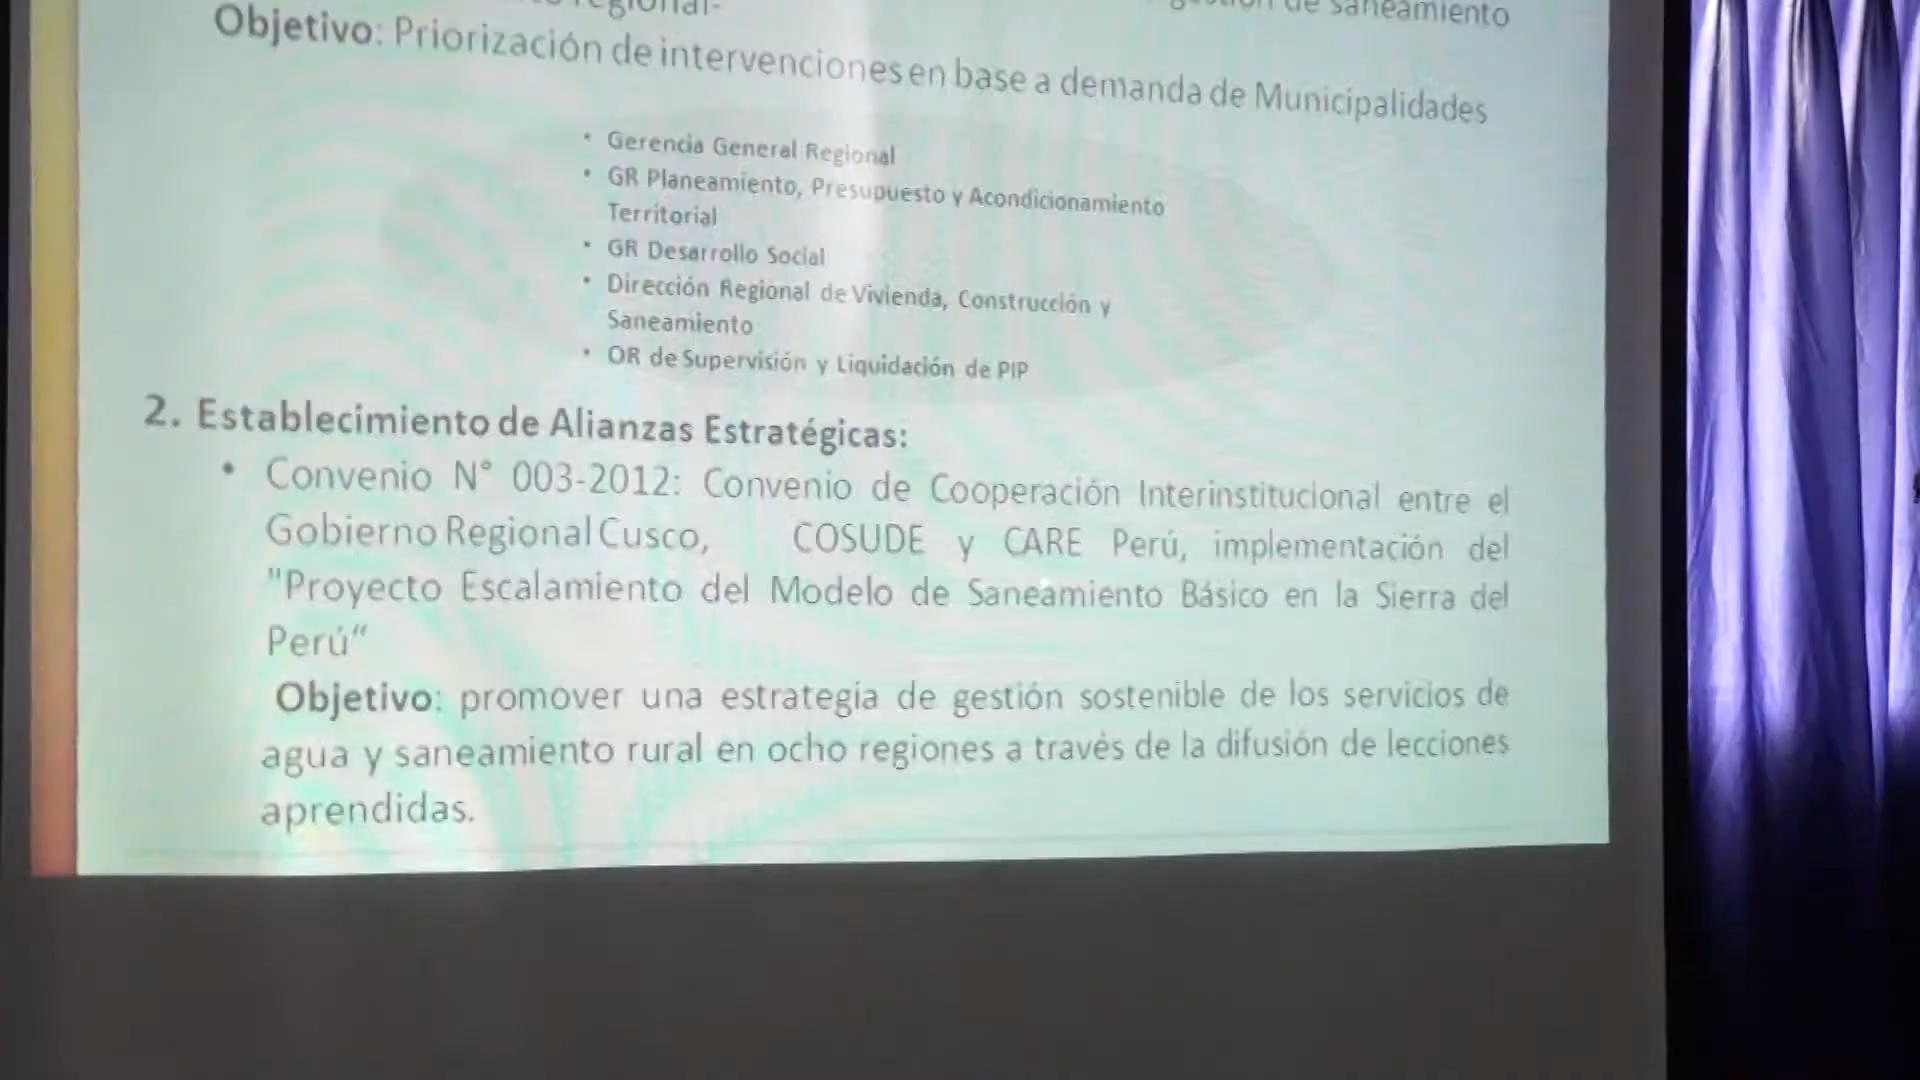 de saneamiento
Objetivo: Priorización de intervenciones en base a demanda de Municipalidades
• Gerencia General Regional
• GR Planeamiento, Presupuesto y Acondicionamiento
Territorial
• GR Desarrollo Social
• Dirección Regional de Vivienda, Construcción y
Saneamiento
• OR de Supervisión y Liquidación de PIP
2. Establecimiento de Alianzas Estratégicas:
• Convenio N° 003-2012: Convenio de Cooperación Interinstitucional entre el
Gobierno Regional Cusco, COSUDE y CARE Perú, implementación del
"Proyecto Escalamiento del Modelo de Saneamiento Básico en la Sierra del
Perú“
Objetivo: promover una estrategia de gestión sostenible de los servicios de
agua y saneamiento rural en ocho regiones a través de la difusión de lecciones
aprendidas.